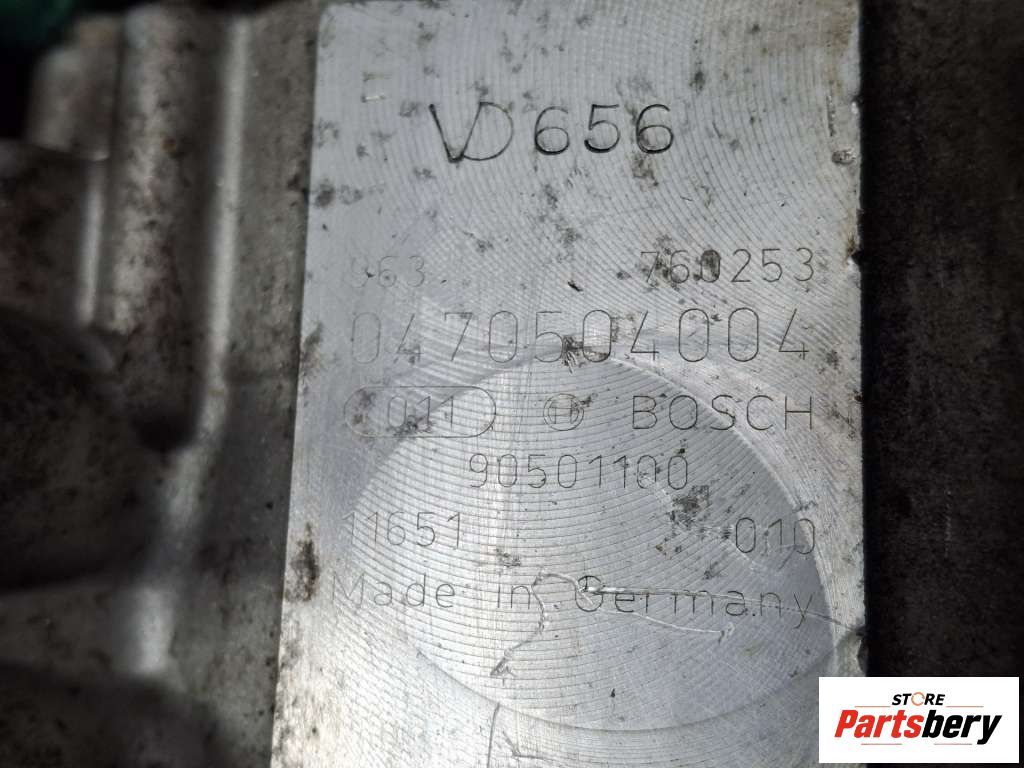 VD656
963 760253
0470504004
011 BOSCH
90501100
11651 010
Made in Germany
STORE
Partsbery